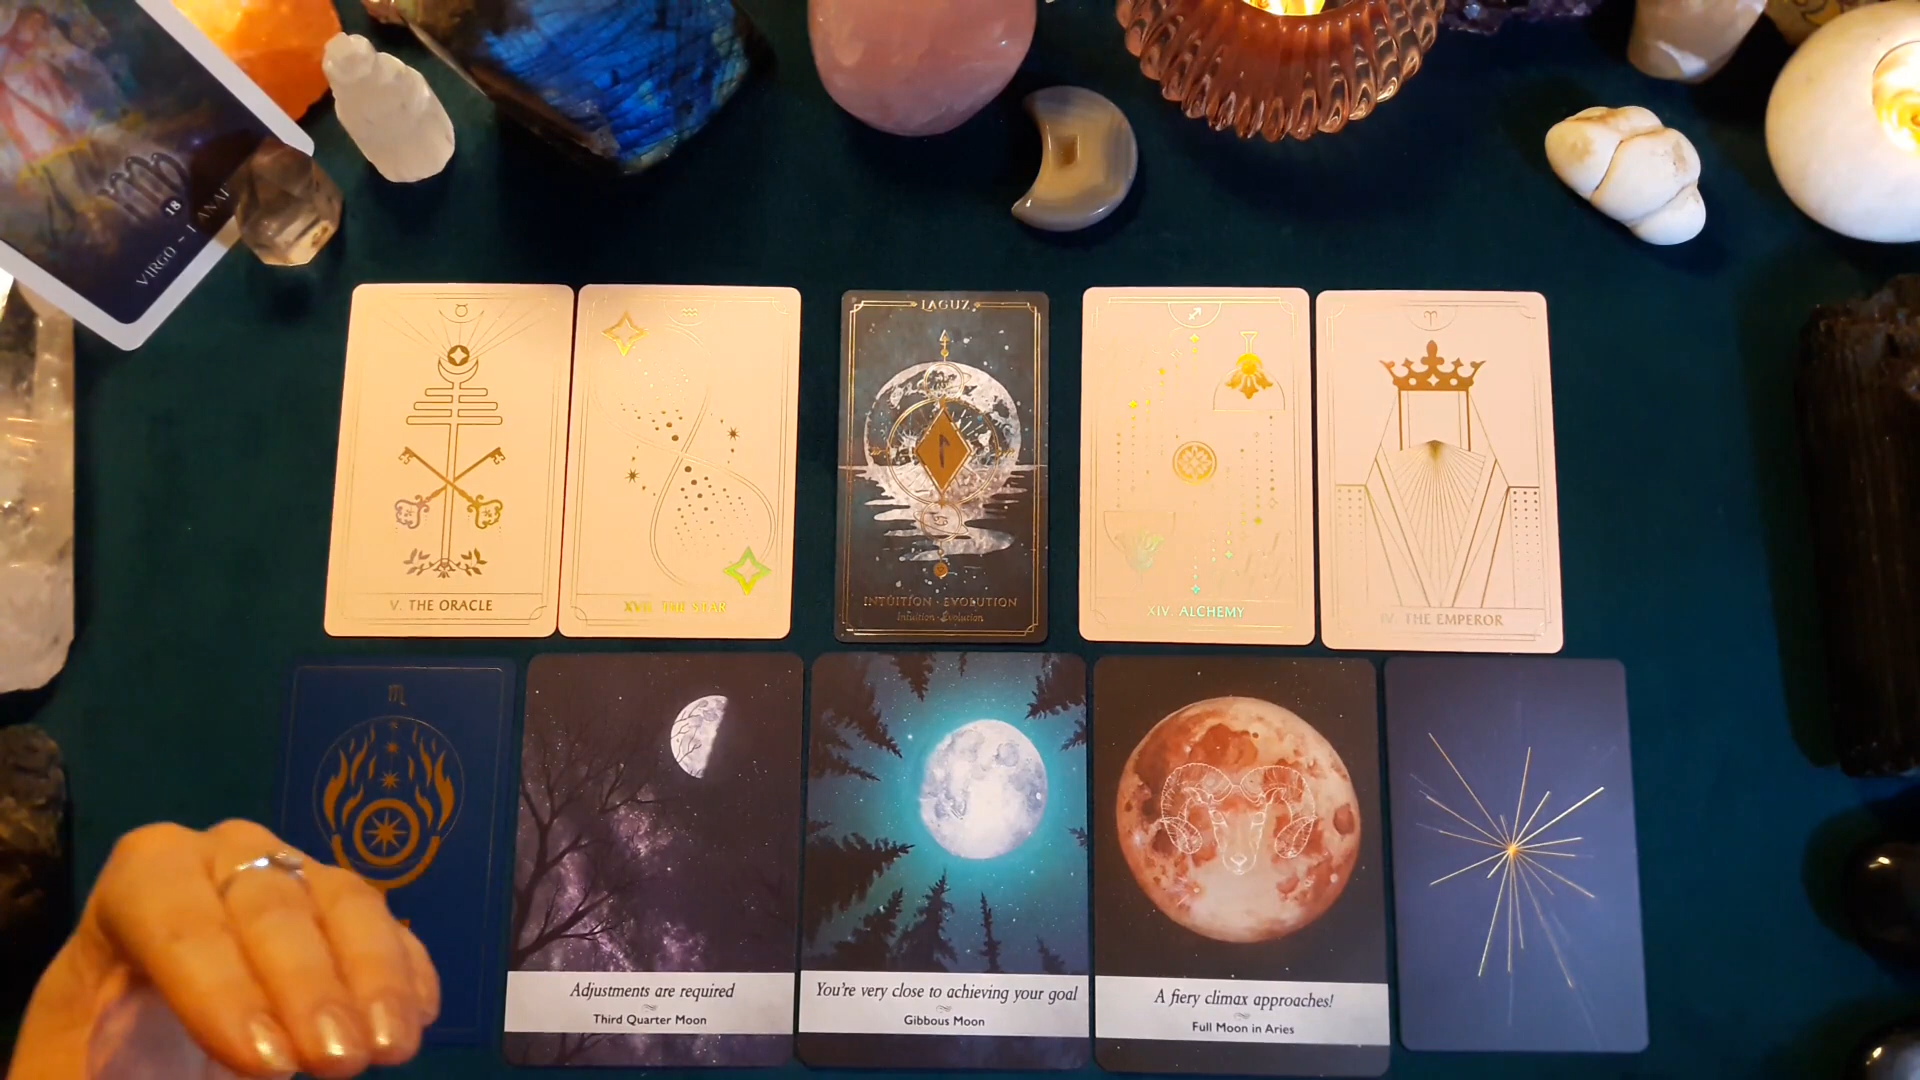 18
VIRGO ~ 1
LAGUZ
V. THE ORACLE
XVII. THE STAR
INTUITION · EVOLUTION
Intuition · Evolution
XIV. ALCHEMY
IV. THE EMPEROR
Adjustments are required
Third Quarter Moon
You're very close to achieving your goal
Gibbous Moon
A fiery climax approaches!
Full Moon in Aries